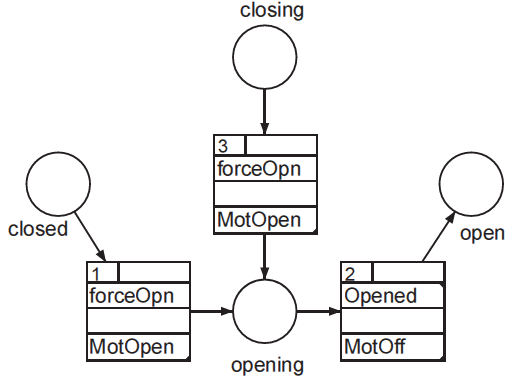 closing
3
forceOpn
MotOpen
closed
open
1
forceOpn
MotOpen
2
Opened
MotOff
opening